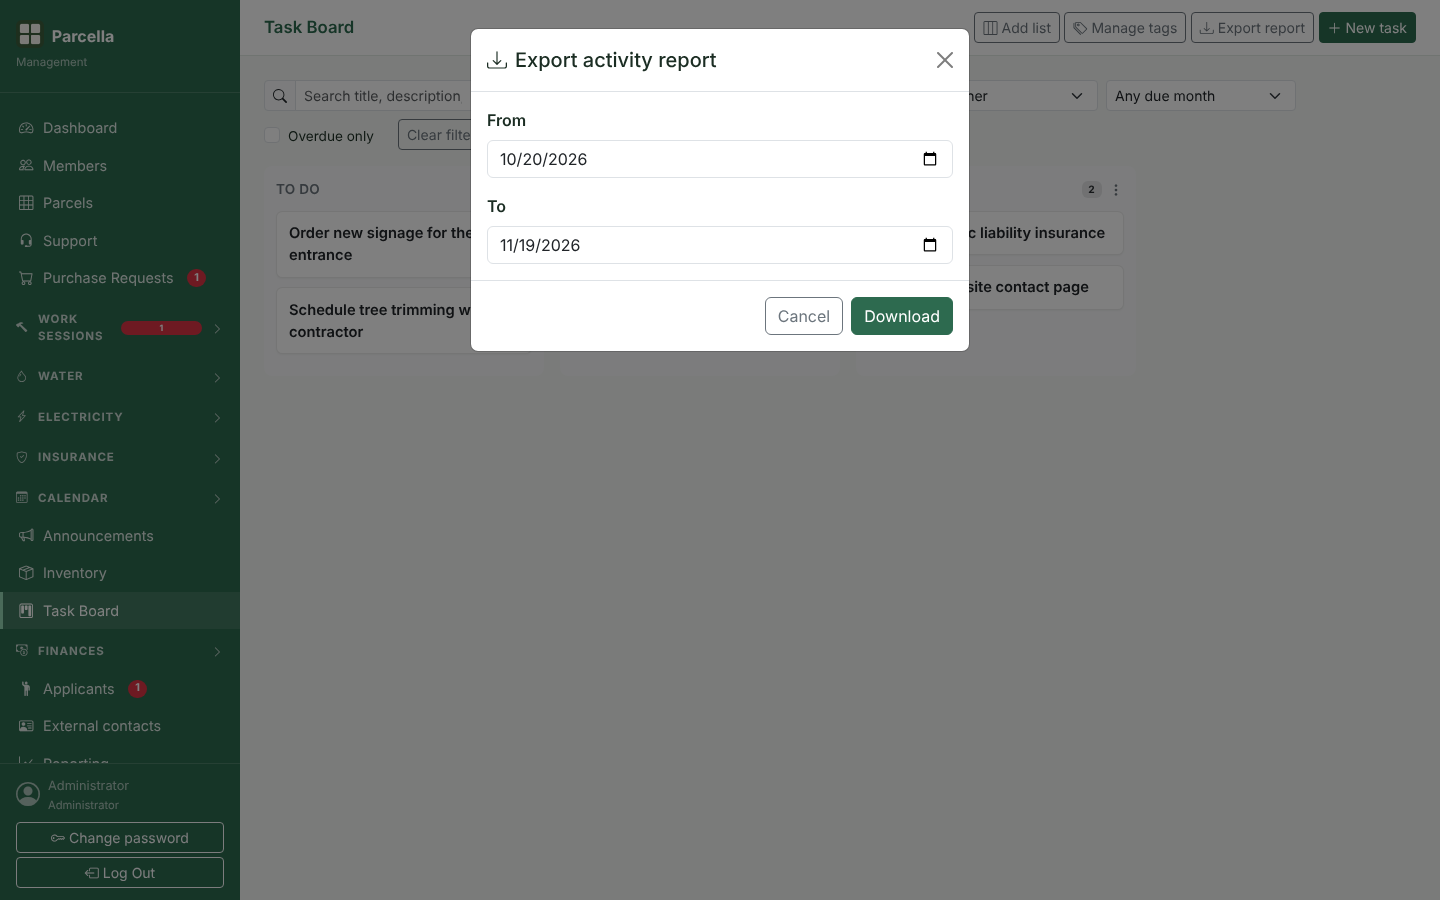 Parcella
Management
Dashboard
Members
Parcels
Support
Purchase Requests 1
WORK
SESSIONS 1
WATER
ELECTRICITY
INSURANCE
CALENDAR
Announcements
Inventory
Task Board
FINANCES
Applicants 1
External contacts
Reporting
Administrator
Administrator
Change password
Log Out
Task Board
Add list
Manage tags
Export report
New task
Search title, description
Any due month
Overdue only
Clear
TO DO
2
Order new signage for the
entrance
Schedule tree trimming
contractor
liability insurance
contact page
Export activity report
From
10/20/2026
To
11/19/2026
Cancel
Download